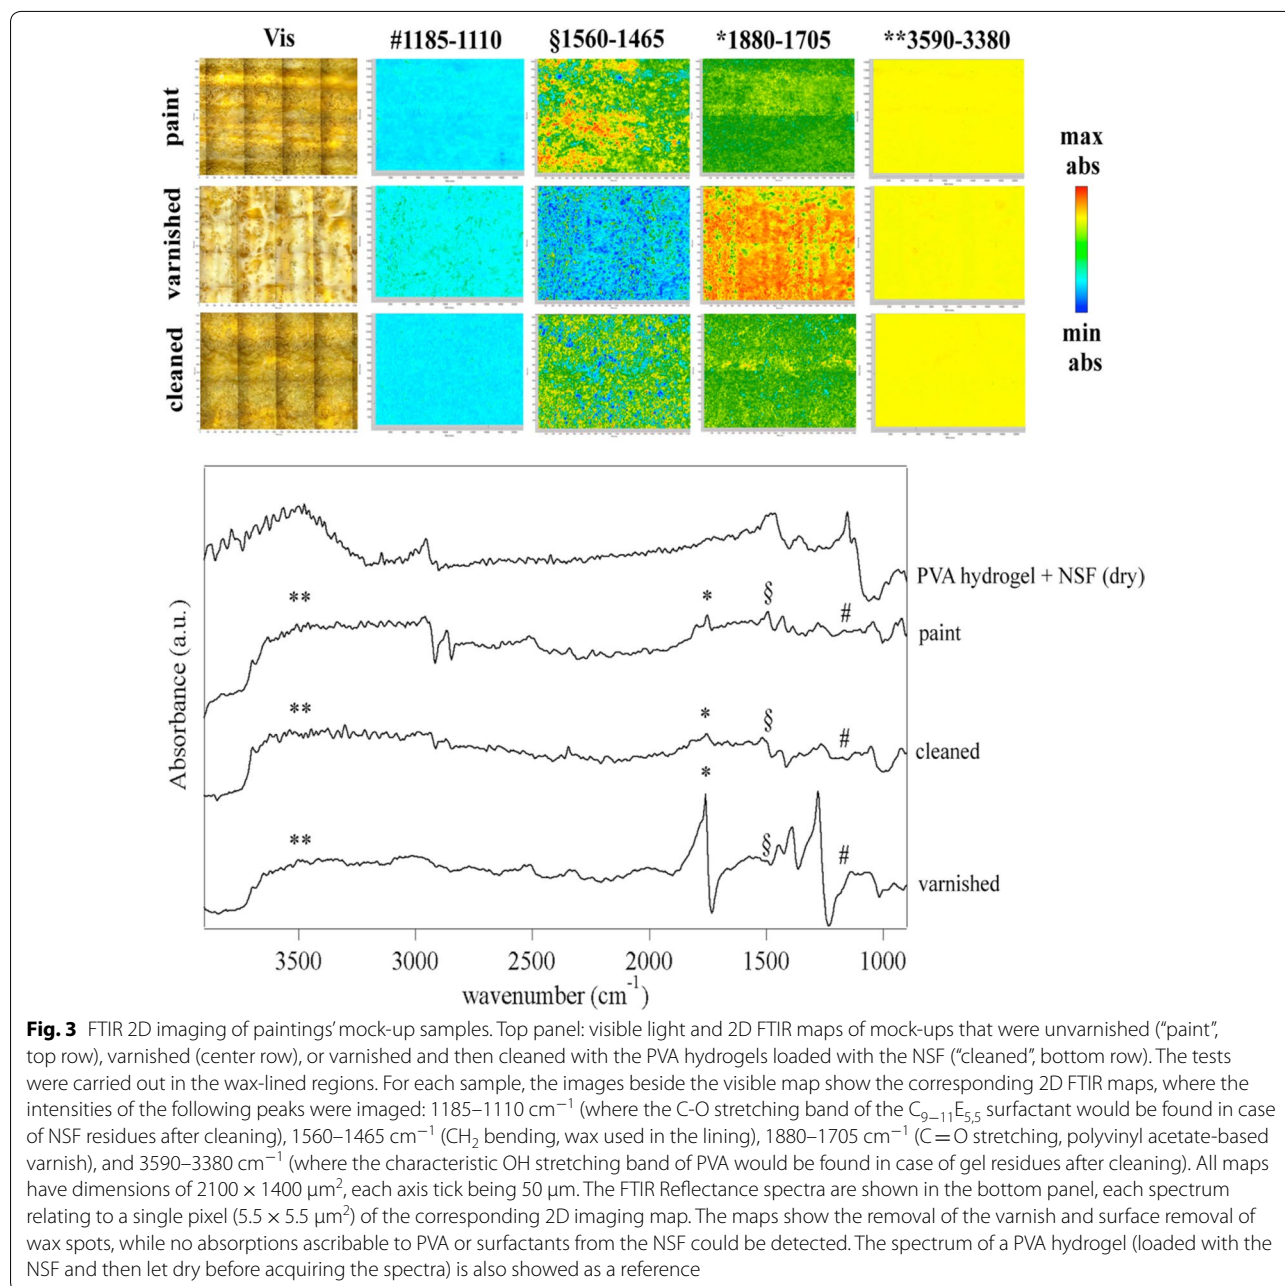 Vis #1185-1110 §1560-1465 *1880-1705 **3590-3380
paint
varnished
cleaned
max
abs
min
abs
PVA hydrogel + NSF (dry)
** * § #
paint
** * § #
cleaned
** * § #
varnished
Absorbance (a.u.)
3500 3000 2500 2000 1500 1000
wavenumber (cm⁻¹)
Fig. 3 FTIR 2D imaging of paintings’ mock-up samples. Top panel: visible light and 2D FTIR maps of mock-ups that were unvarnished (“paint”,
top row), varnished (center row), or varnished and then cleaned with the PVA hydrogels loaded with the NSF (“cleaned”, bottom row). The tests
were carried out in the wax-lined regions. For each sample, the images beside the visible map show the corresponding 2D FTIR maps, where the
intensities of the following peaks were imaged: 1185–1110 cm⁻¹ (where the C-O stretching band of the C₉₋₁₁E₅,₅ surfactant would be found in case
of NSF residues after cleaning), 1560–1465 cm⁻¹ (CH₂ bending, wax used in the lining), 1880–1705 cm⁻¹ (C=O stretching, polyvinyl acetate-based
varnish), and 3590–3380 cm⁻¹ (where the characteristic OH stretching band of PVA would be found in case of gel residues after cleaning). All maps
have dimensions of 2100 × 1400 μm², each axis tick being 50 μm. The FTIR Reflectance spectra are shown in the bottom panel, each spectrum
relating to a single pixel (5.5 × 5.5 μm²) of the corresponding 2D imaging map. The maps show the removal of the varnish and surface removal of
wax spots, while no absorptions ascribable to PVA or surfactants from the NSF could be detected. The spectrum of a PVA hydrogel (loaded with the
NSF and then let dry before acquiring the spectra) is also showed as a reference